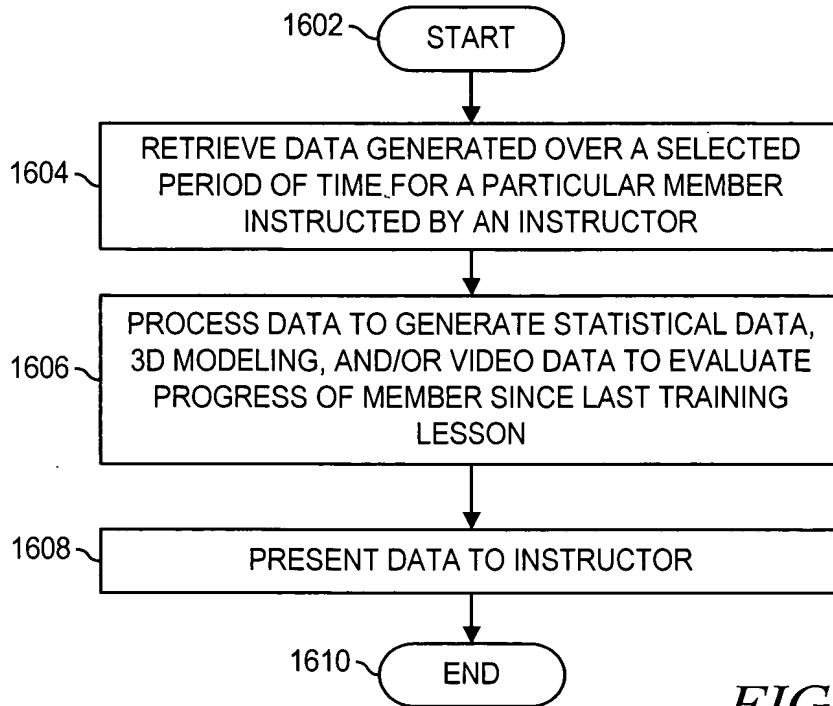 1602
START
1604
RETRIEVE DATA GENERATED OVER A SELECTED
PERIOD OF TIME FOR A PARTICULAR MEMBER
INSTRUCTED BY AN INSTRUCTOR
1606
PROCESS DATA TO GENERATE STATISTICAL DATA,
3D MODELING, AND/OR VIDEO DATA TO EVALUATE
PROGRESS OF MEMBER SINCE LAST TRAINING
LESSON
1608
PRESENT DATA TO INSTRUCTOR
1610
END
FIG